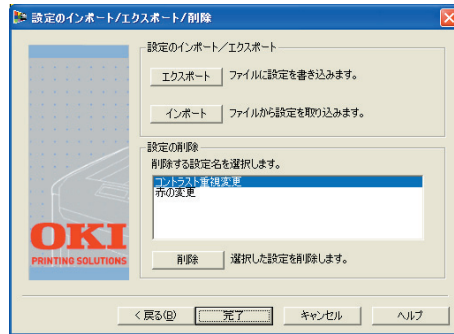 設定のインポート/エクスポート/削除
設定のインポート/エクスポート
エクスポート ファイルに設定を書き込みます。
インポート ファイルから設定を取り込みます。
設定の削除
削除する設定名を選択します。
コントラスト重視変更
赤の変更
削除 選択した設定を削除します。
OKI
PRINTING SOLUTIONS
< 戻る(B) 完了 キャンセル ヘルプ